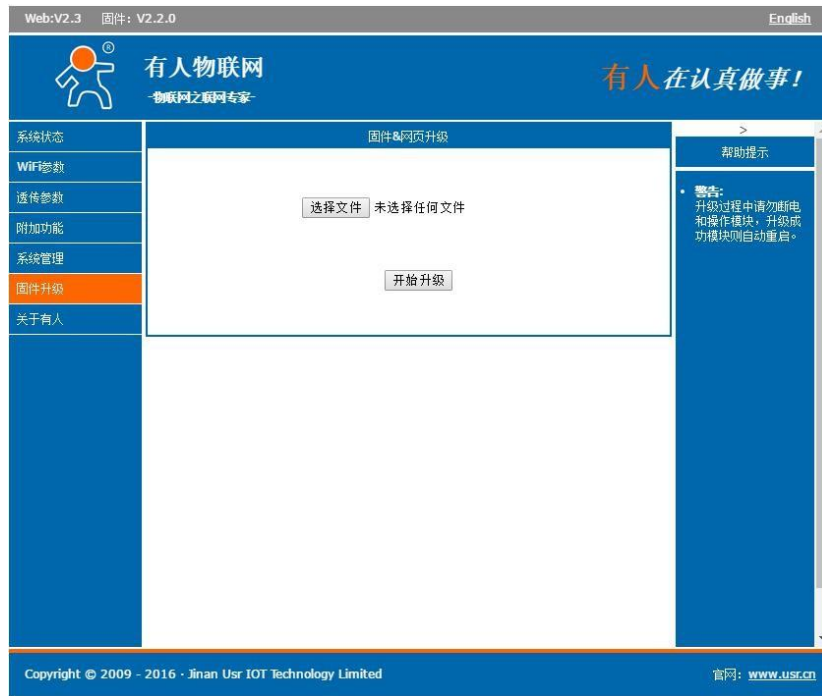 Web:V2.3 固件: V2.2.0
English
®
有人物联网
-物联网之联网专家-
有人在认真做事!
系统状态
WiFi参数
透传参数
附加功能
系统管理
固件升级
关于有人
固件&网页升级
选择文件 未选择任何文件
开始升级
>
帮助提示
• 警告:
升级过程中请勿断电
和操作模块,升级成
功模块则自动重启。
Copyright © 2009 - 2016 · Jinan Usr IOT Technology Limited
官网: www.usr.cn